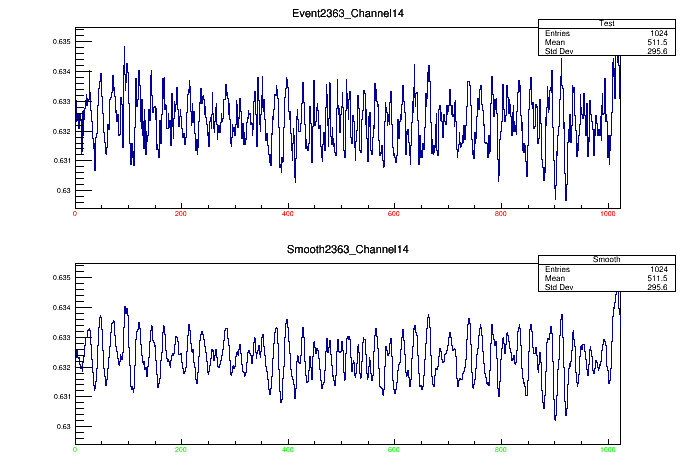 Event2363_Channel14
Test
Entries 1024
Mean 511.5
Std Dev 295.6
0.635
0.634
0.633
0.632
0.631
0.63
0 200 400 600 800 1000
Smooth2363_Channel14
Smooth
Entries 1024
Mean 511.5
Std Dev 295.6
0.635
0.634
0.633
0.632
0.631
0.63
0 200 400 600 800 1000